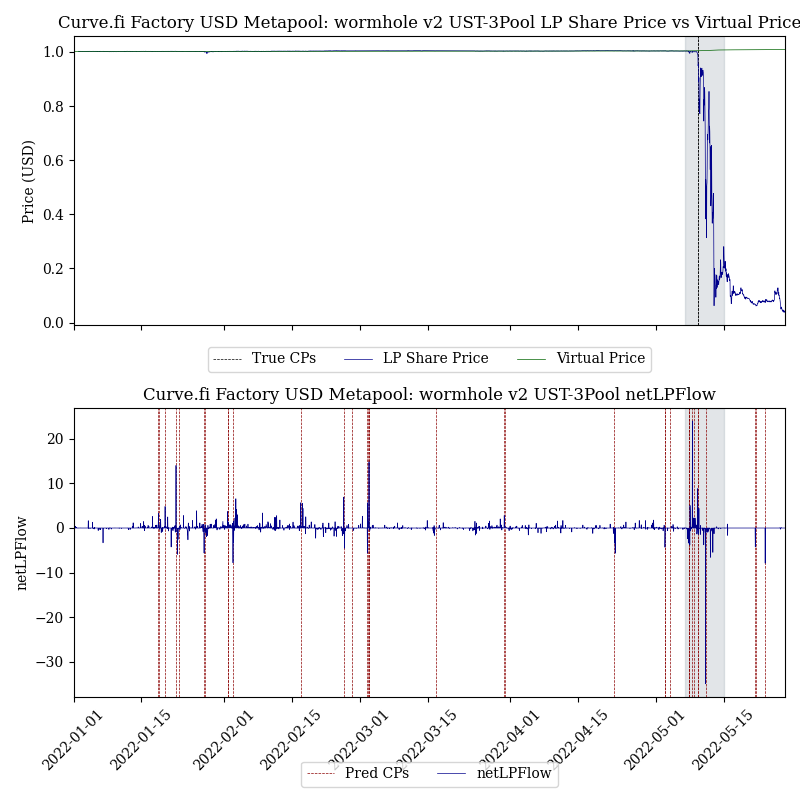 Curve.fi Factory USD Metapool: wormhole v2 UST-3Pool LP Share Price vs Virtual Price
1.0
0.8
0.6
0.4
0.2
0.0
Price (USD)
True CPs LP Share Price Virtual Price
Curve.fi Factory USD Metapool: wormhole v2 UST-3Pool netLPFlow
20
10
0
−10
−20
−30
netLPFlow
2022-01-01 2022-01-15 2022-02-01 2022-02-15 2022-03-01 2022-03-15 2022-04-01 2022-04-15 2022-05-01 2022-05-15
Pred CPs netLPFlow